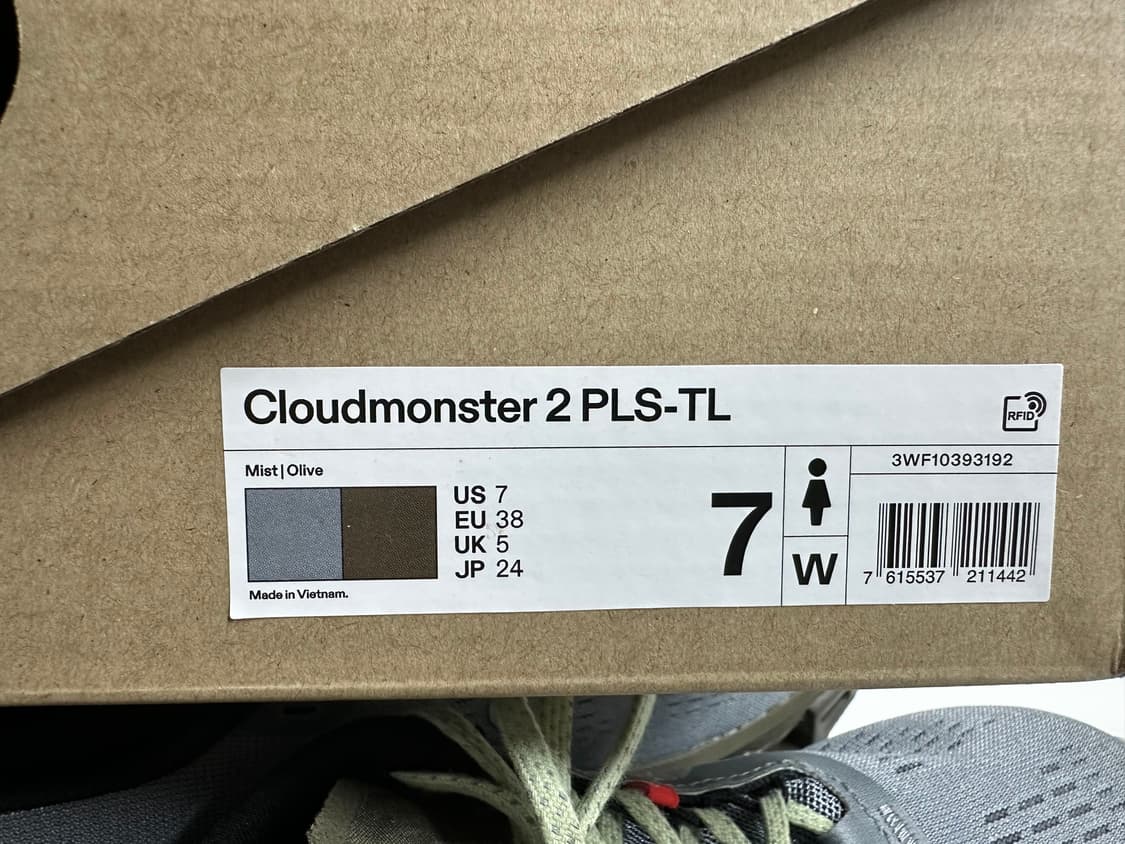 Cloudmonster 2 PLS-TL
RFID
Mist | Olive
US 7
EU 38
UK 5
JP 24
Made in Vietnam.
7
W
3WF10393192
7 615537 211442